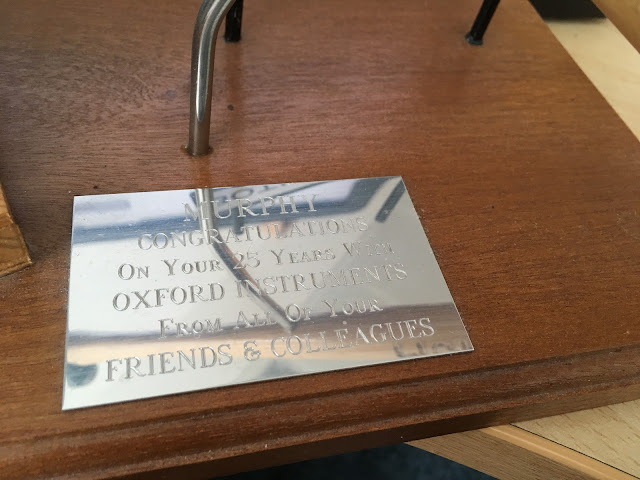 MURPHY
CONGRATULATIONS
ON YOUR 25 YEARS WITH
OXFORD INSTRUMENTS
FROM ALL OF YOUR
FRIENDS & COLLEAGUES